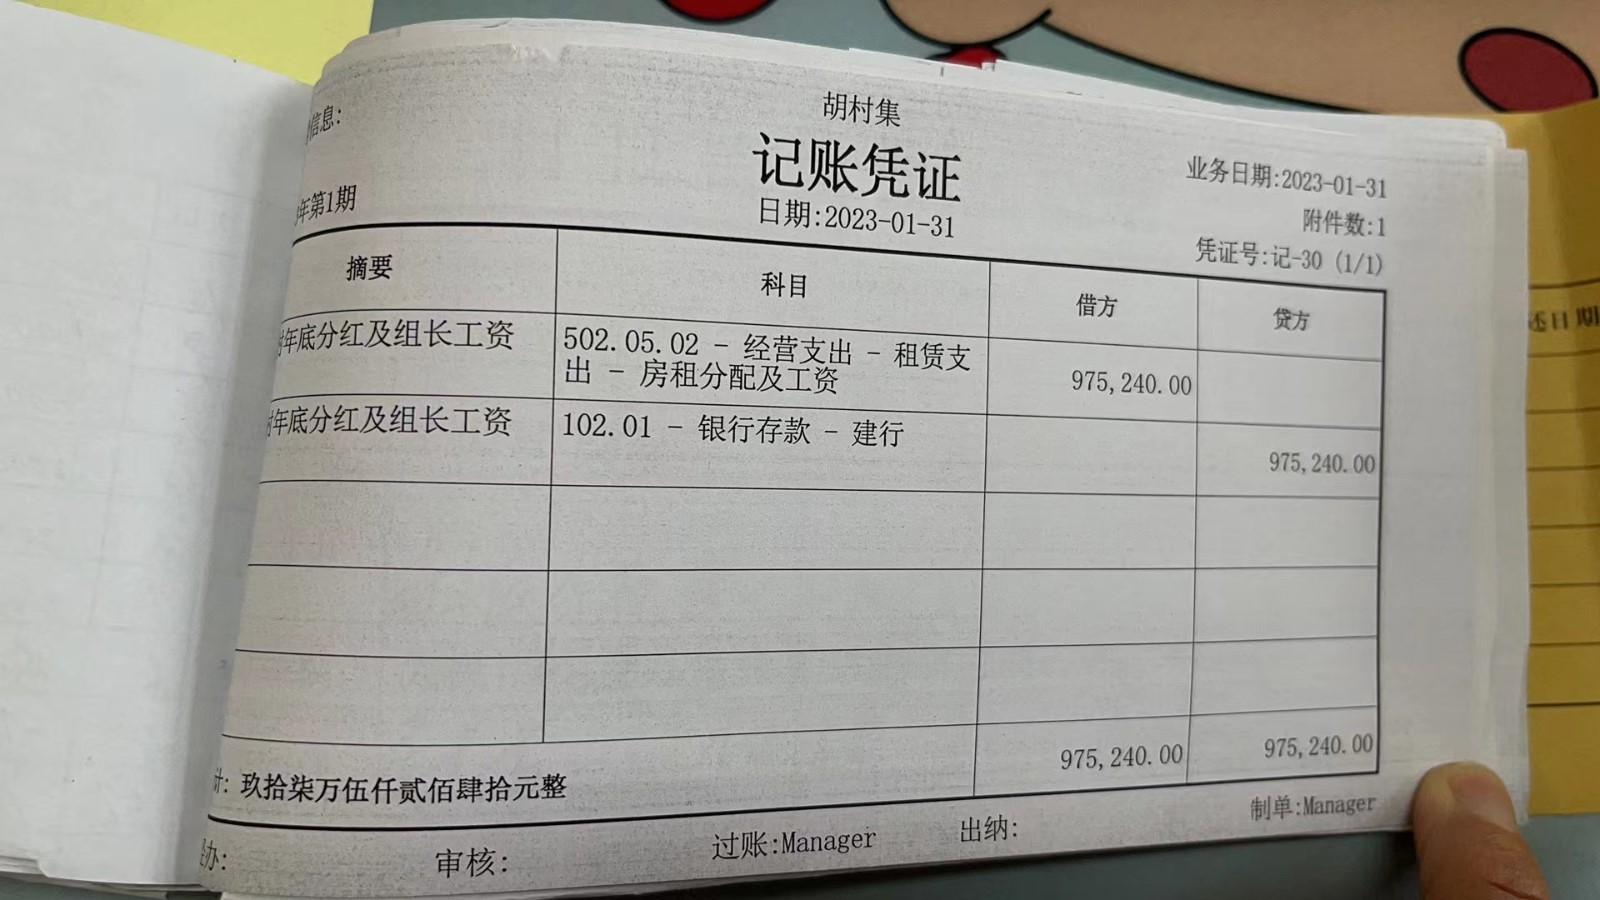 胡村集
信息:
记账凭证
业务日期:2023-01-31
年第1期
日期:2023-01-31
附件数:1
凭证号:记-30 (1/1)
摘要 科目 借方 贷方
年底分红及组长工资 502.05.02 - 经营支出 - 租赁支
出 - 房租分配及工资 975,240.00
年底分红及组长工资 102.01 - 银行存款 - 建行 975,240.00
计: 玖拾柒万伍仟贰佰肆拾元整 975,240.00 975,240.00
办: 审核: 过账:Manager 出纳: 制单:Manager
还日期